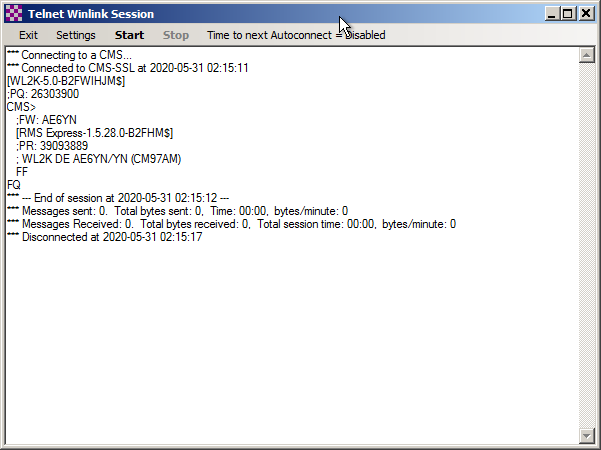 Telnet Winlink Session
Exit Settings Start Stop Time to next Autoconnect = Disabled
*** Connecting to a CMS...
*** Connected to CMS-SSL at 2020-05-31 02:15:11
[WL2K-5.0-B2FWIHJM$]
;PQ: 26303900
CMS>
;FW: AE6YN
[RMS Express-1.5.28.0-B2FHM$]
;PR: 39093889
; WL2K DE AE6YN/YN (CM97AM)
FF
FQ
*** --- End of session at 2020-05-31 02:15:12 ---
*** Messages sent: 0. Total bytes sent: 0, Time: 00:00, bytes/minute: 0
*** Messages Received: 0. Total bytes received: 0, Total session time: 00:00, bytes/minute: 0
*** Disconnected at 2020-05-31 02:15:17